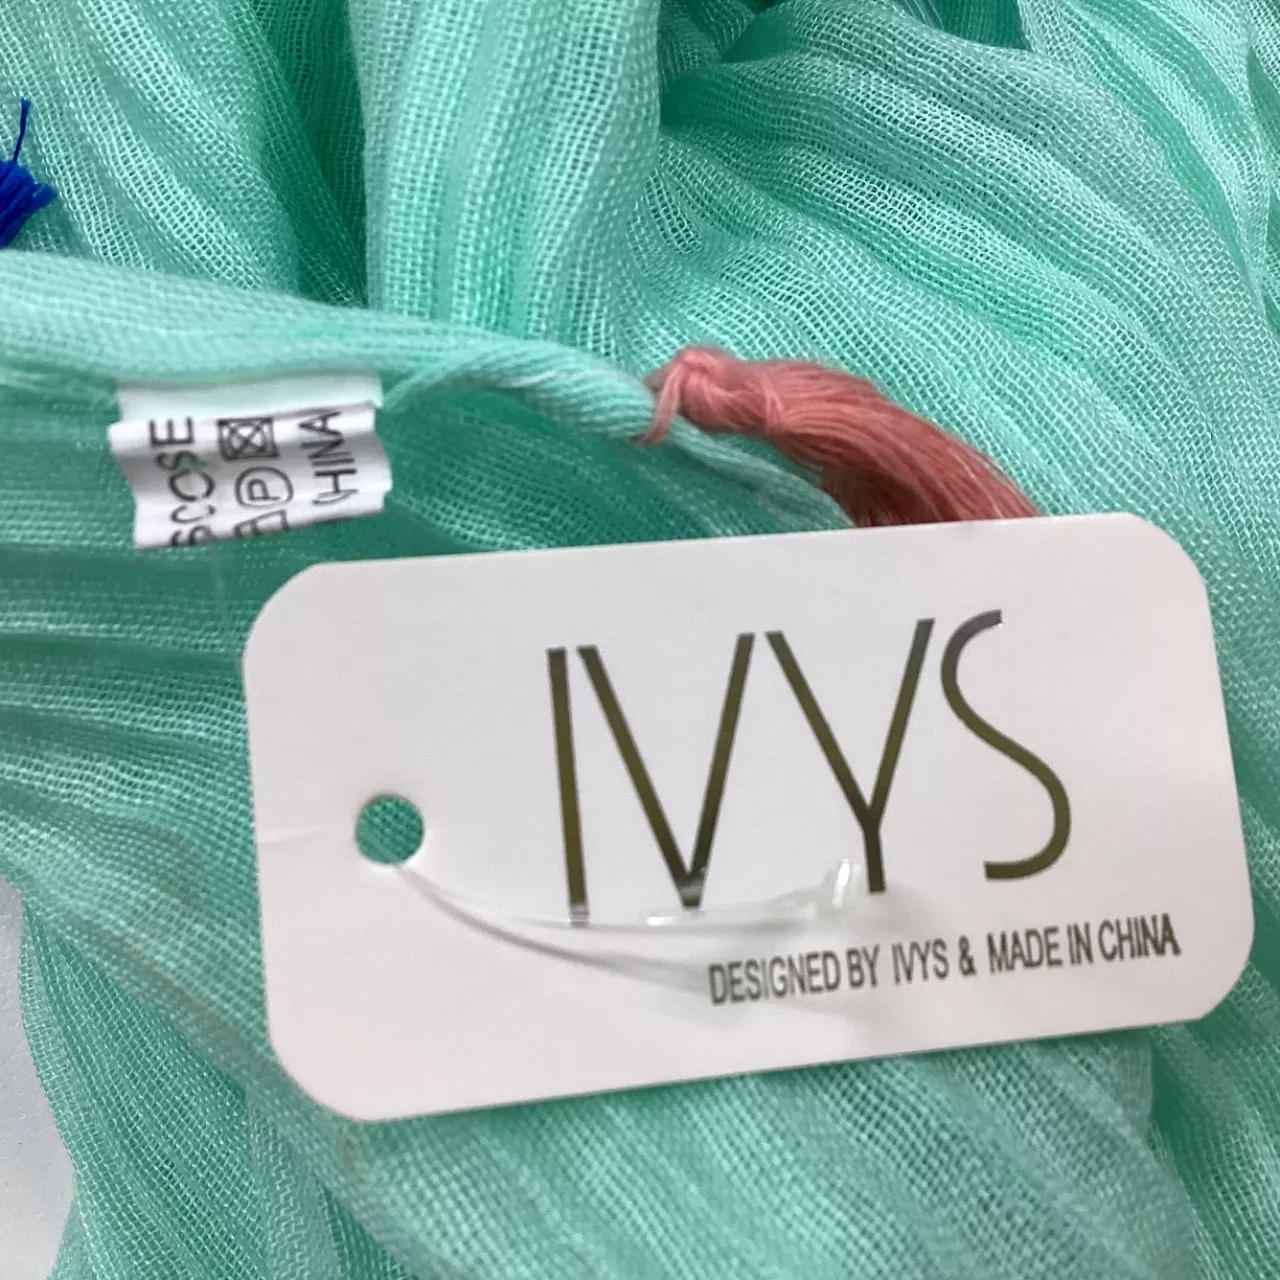 SCOSE
P
CHINA
IVYS
DESIGNED BY IVYS & MADE IN CHINA